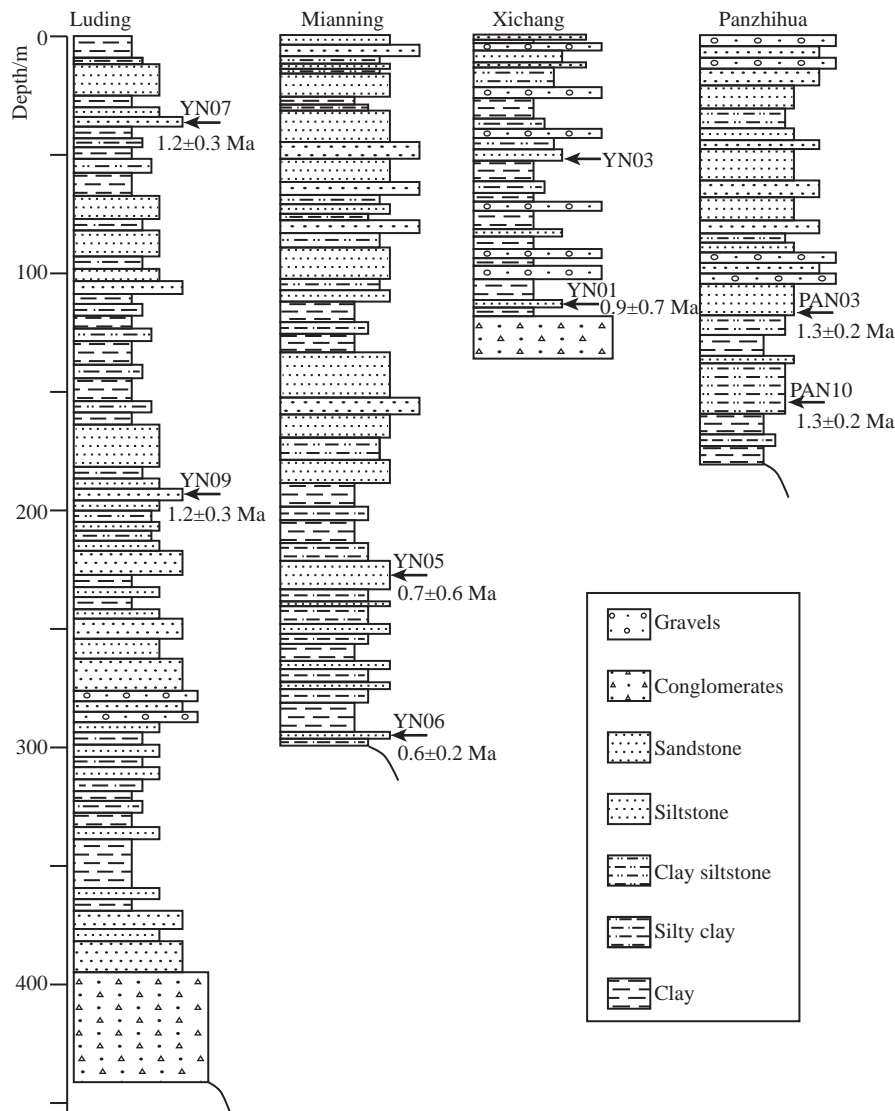 Luding
Mianning
Xichang
Panzhihua
Depth/m
0
100
200
300
400
YN07
1.2±0.3 Ma
YN09
1.2±0.3 Ma
YN05
0.7±0.6 Ma
YN06
0.6±0.2 Ma
YN03
YN01
0.9±0.7 Ma
PAN03
1.3±0.2 Ma
PAN10
1.3±0.2 Ma
Gravels
Conglomerates
Sandstone
Siltstone
Clay siltstone
Silty clay
Clay